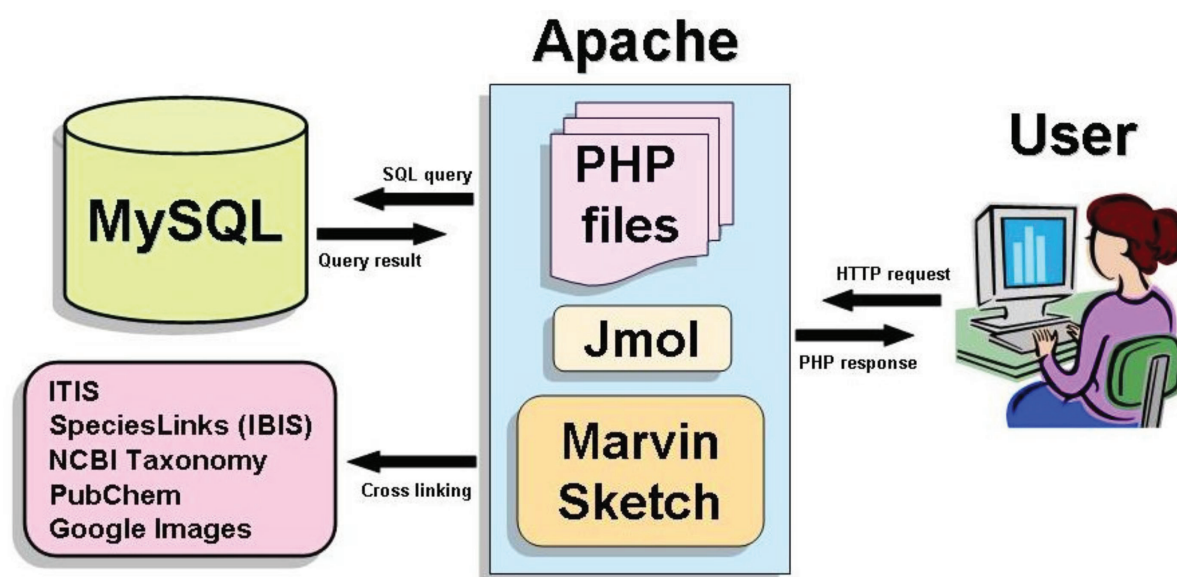 Apache
User
MySQL
SQL query
Query result
PHP
files
Jmol
Marvin
Sketch
HTTP request
PHP response
ITIS
SpeciesLinks (IBIS)
NCBI Taxonomy
PubChem
Google Images
Cross linking